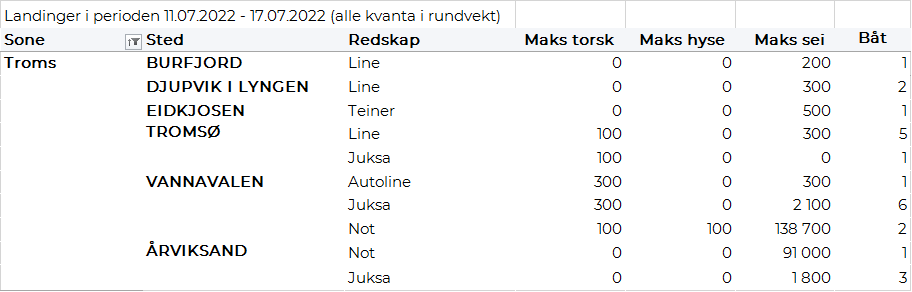 Landinger i perioden 11.07.2022 - 17.07.2022 (alle kvanta i rundvekt)
Sone Sted Redskap Maks torsk Maks hyse Maks sei Båt
Troms BURFJORD Line 0 0 200 1
DJUPVIK I LYNGEN Line 0 0 300 2
EIDKJOSEN Teiner 0 0 500 1
TROMSØ Line 100 0 300 5
Juksa 100 0 0 1
VANNAVALEN Autoline 300 0 300 1
Juksa 300 0 2 100 6
Not 100 100 138 700 2
ÅRVIKSAND Not 0 0 91 000 1
Juksa 0 0 1 800 3